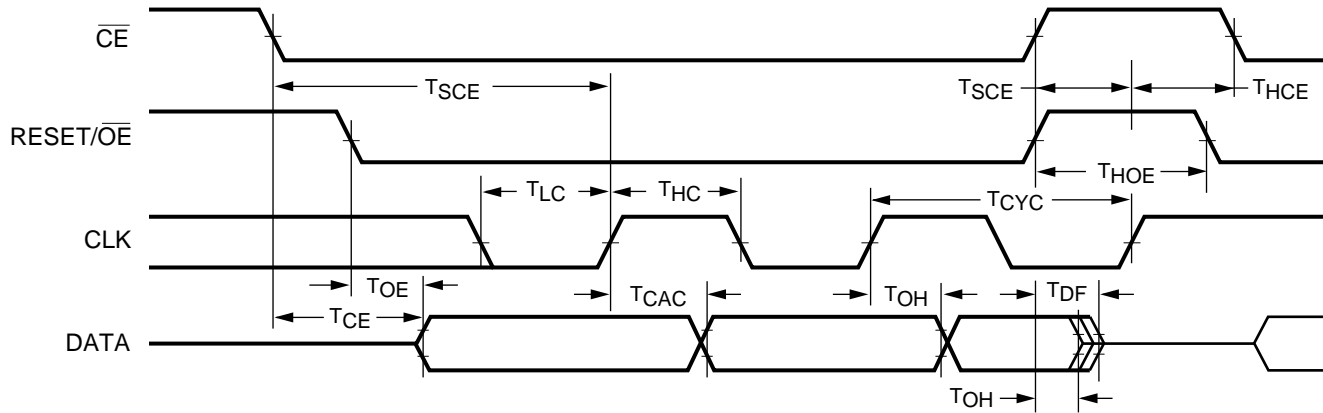 CE
TSCE TSCE THCE
RESET/OE
TLC THC THOE
TCYC
CLK
TOE TCAC TOH TDF
TCE
DATA
TOH